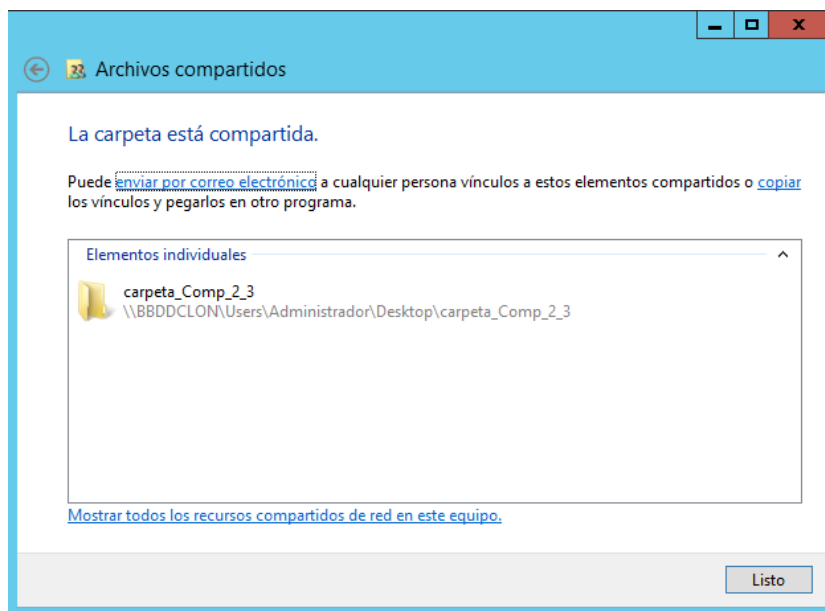 Archivos compartidos
La carpeta está compartida.
Puede enviar por correo electrónico a cualquier persona vínculos a estos elementos compartidos o copiar
los vínculos y pegarlos en otro programa.
Elementos individuales
carpeta_Comp_2_3
\\BBDDCLON\Users\Administrador\Desktop\carpeta_Comp_2_3
Mostrar todos los recursos compartidos de red en este equipo.
Listo